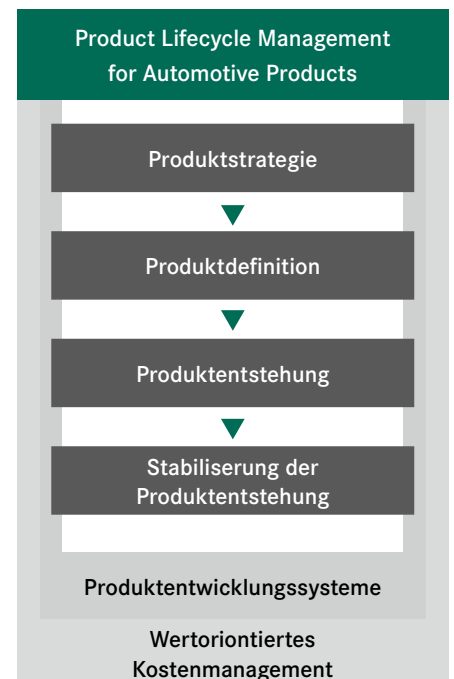 Product Lifecycle Management
for Automotive Products
Produktstrategie
Produktdefinition
Produktentstehung
Stabiliserung der
Produktentstehung
Produktentwicklungssysteme
Wertoriontiertes
Kostenmanagement